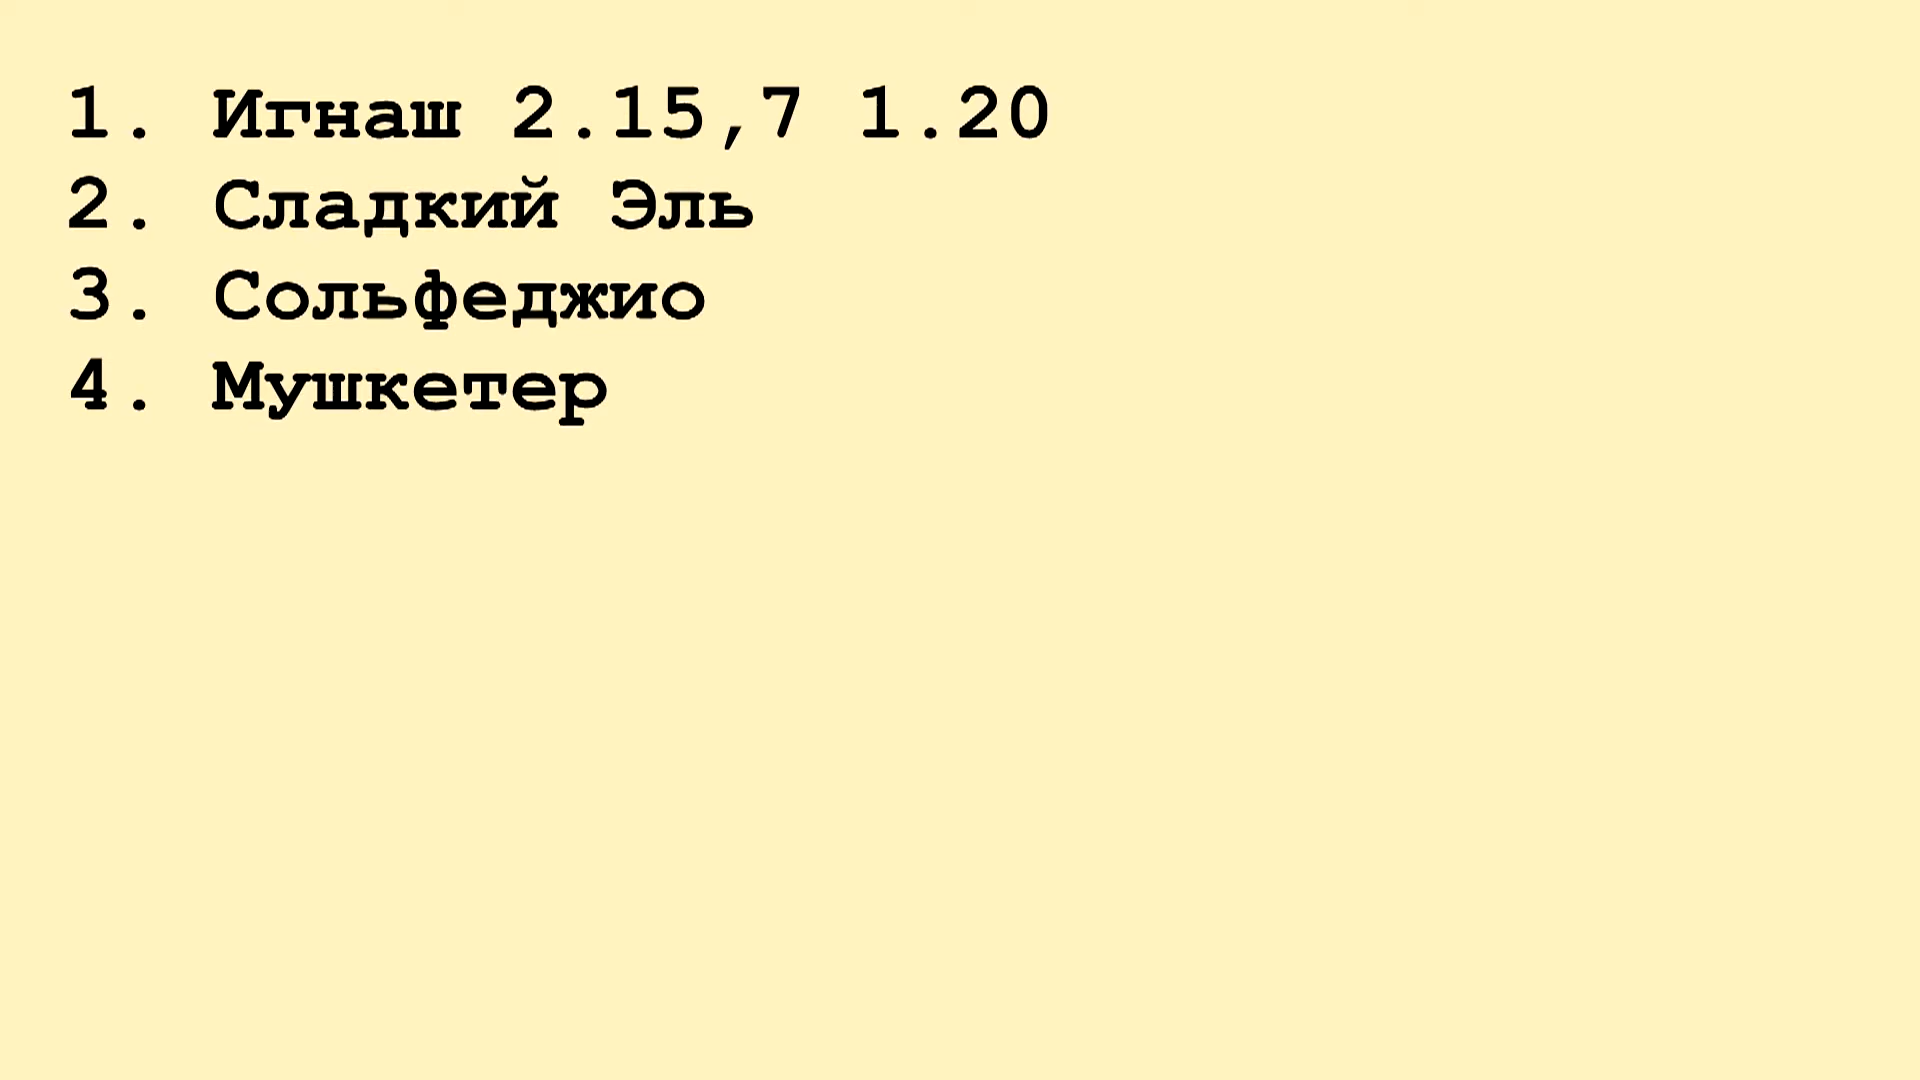 1. Игнаш 2.15,7 1.20
2. Сладкий Эль
3. Сольфеджио
4. Мушкетер